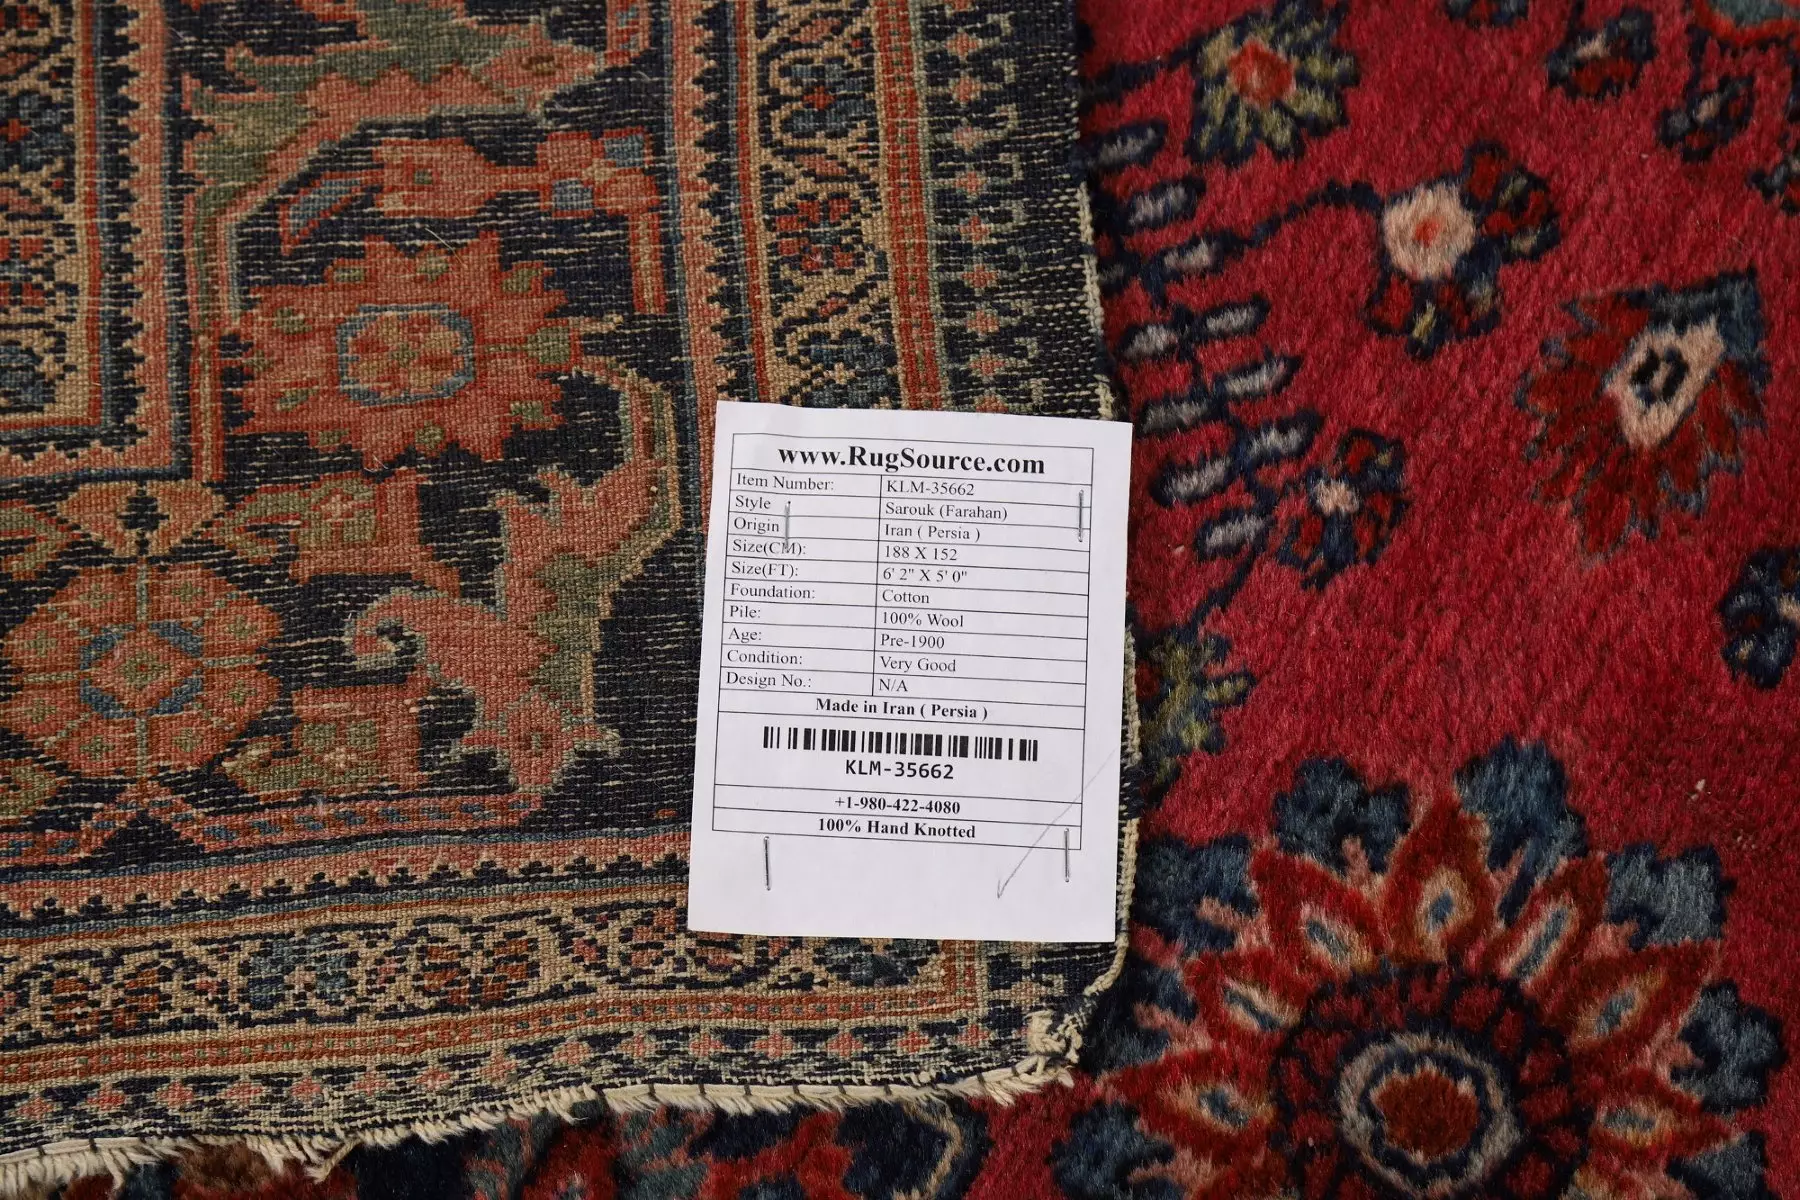 www.RugSource.com
Item Number: KLM-35662
Style Sarouk (Farahan)
Origin Iran ( Persia )
Size(CM): 188 X 152
Size(FT): 6' 2" X 5' 0"
Foundation: Cotton
Pile: 100% Wool
Age: Pre-1900
Condition: Very Good
Design No.: N/A
Made in Iran ( Persia )
KLM-35662
+1-980-422-4080
100% Hand Knotted